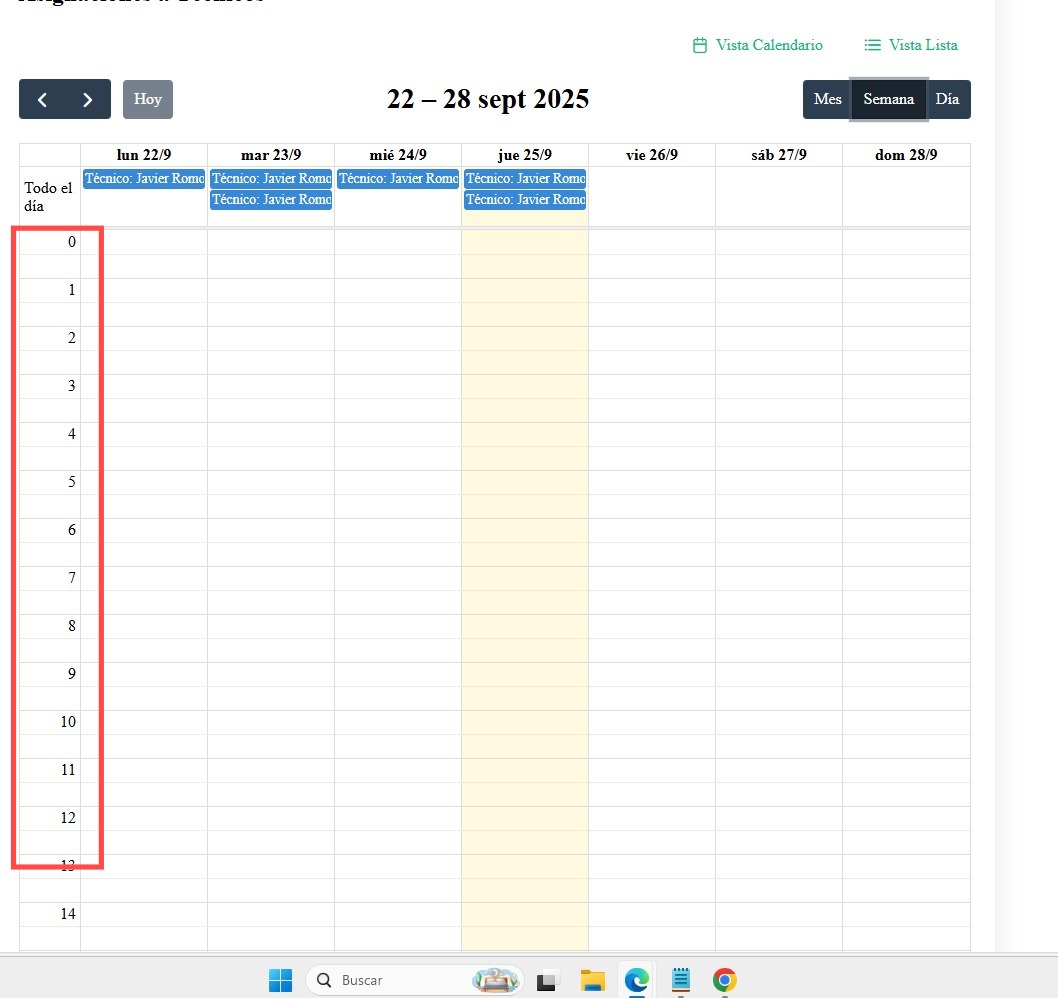 Asignaciones a Técnicos
Vista Calendario Vista Lista
Hoy 22 – 28 sept 2025 Mes Semana Día
lun 22/9 mar 23/9 mié 24/9 jue 25/9 vie 26/9 sáb 27/9 dom 28/9
Todo el día
Técnico: Javier Romo Técnico: Javier Romo Técnico: Javier Romo Técnico: Javier Romo
Técnico: Javier Romo Técnico: Javier Romo
0
1
2
3
4
5
6
7
8
9
10
11
12
13
14
Buscar